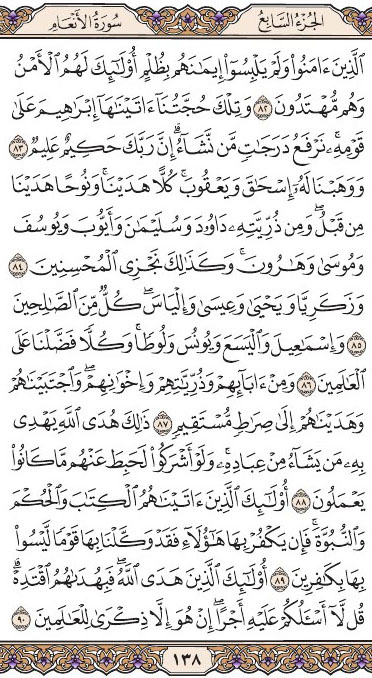 الجزء السابع سورة الأنعام
الَّذِينَ ءَامَنُوا۟ وَلَمْ يَلْبِسُوٓا۟ إِيمَٰنَهُم بِظُلْمٍ أُو۟لَٰٓئِكَ لَهُمُ ٱلْأَمْنُ
وَهُم مُّهْتَدُونَ ٨٢ وَتِلْكَ حُجَّتُنَآ ءَاتَيْنَٰهَآ إِبْرَٰهِيمَ عَلَىٰ
قَوْمِهِۦ نَرْفَعُ دَرَجَٰتٍ مَّن نَّشَآءُ إِنَّ رَبَّكَ حَكِيمٌ عَلِيمٌ ٨٣
وَوَهَبْنَا لَهُۥٓ إِسْحَٰقَ وَيَعْقُوبَ كُلًّا هَدَيْنَا وَنُوحًا هَدَيْنَا
مِن قَبْلُ وَمِن ذُرِّيَّتِهِۦ دَاوُۥدَ وَسُلَيْمَٰنَ وَأَيُّوبَ وَيُوسُفَ
وَمُوسَىٰ وَهَٰرُونَ وَكَذَٰلِكَ نَجْزِى ٱلْمُحْسِنِينَ ٨٤
وَزَكَرِيَّا وَيَحْيَىٰ وَعِيسَىٰ وَإِلْيَاسَ كُلٌّ مِّنَ ٱلصَّٰلِحِينَ
٨٥ وَإِسْمَٰعِيلَ وَٱلْيَسَعَ وَيُونُسَ وَلُوطًا وَكُلًّا فَضَّلْنَا عَلَى
ٱلْعَٰلَمِينَ ٨٦ وَمِنْ ءَابَآئِهِمْ وَذُرِّيَّٰتِهِمْ وَإِخْوَٰنِهِمْ وَٱجْتَبَيْنَٰهُمْ
وَهَدَيْنَٰهُمْ إِلَىٰ صِرَٰطٍ مُّسْتَقِيمٍ ٨٧ ذَٰلِكَ هُدَى ٱللَّهِ يَهْدِى
بِهِۦ مَن يَشَآءُ مِنْ عِبَادِهِۦ وَلَوْ أَشْرَكُوا۟ لَحَبِطَ عَنْهُم مَّا كَانُوا۟
يَعْمَلُونَ ٨٨ أُو۟لَٰٓئِكَ ٱلَّذِينَ ءَاتَيْنَٰهُمُ ٱلْكِتَٰبَ وَٱلْحُكْمَ
وَٱلنُّبُوَّةَ فَإِن يَكْفُرْ بِهَا هَٰٓؤُلَآءِ فَقَدْ وَكَّلْنَا بِهَا قَوْمًا لَّيْسُوا۟
بِهَا بِكَٰفِرِينَ ٨٩ أُو۟لَٰٓئِكَ ٱلَّذِينَ هَدَى ٱللَّهُ فَبِهُدَىٰهُمُ ٱقْتَدِهْ
قُل لَّآ أَسْـَٔلُكُمْ عَلَيْهِ أَجْرًا إِنْ هُوَ إِلَّا ذِكْرَىٰ لِلْعَٰلَمِينَ ٩٠
١٣٨